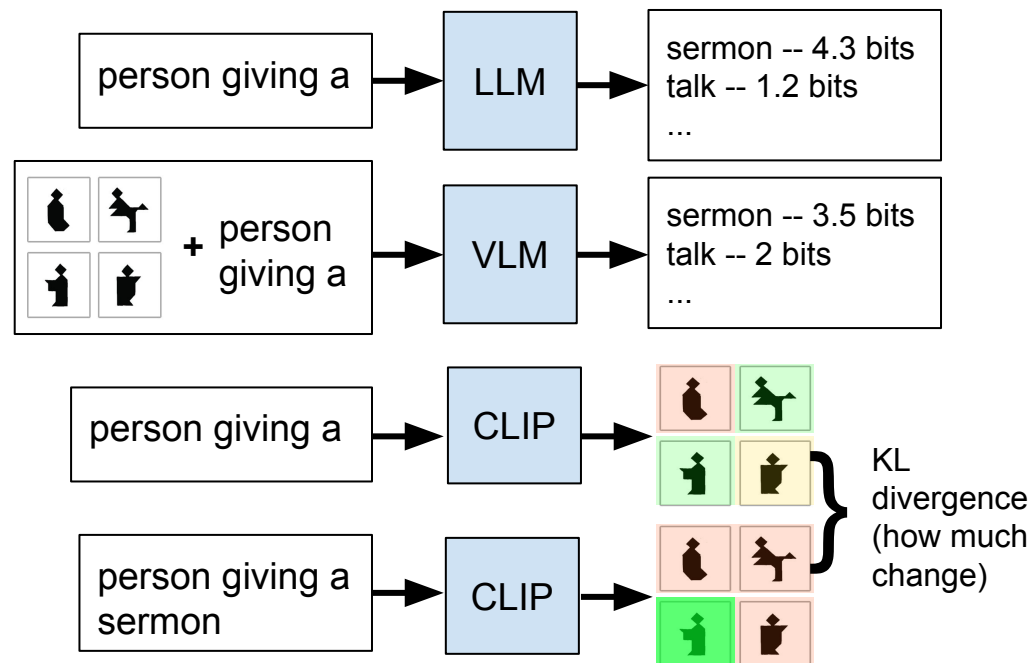 person giving a
LLM
sermon -- 4.3 bits
talk -- 1.2 bits
...
+ person
giving a
VLM
sermon -- 3.5 bits
talk -- 2 bits
...
person giving a
CLIP
KL
divergence
(how much
change)
person giving a
sermon
CLIP